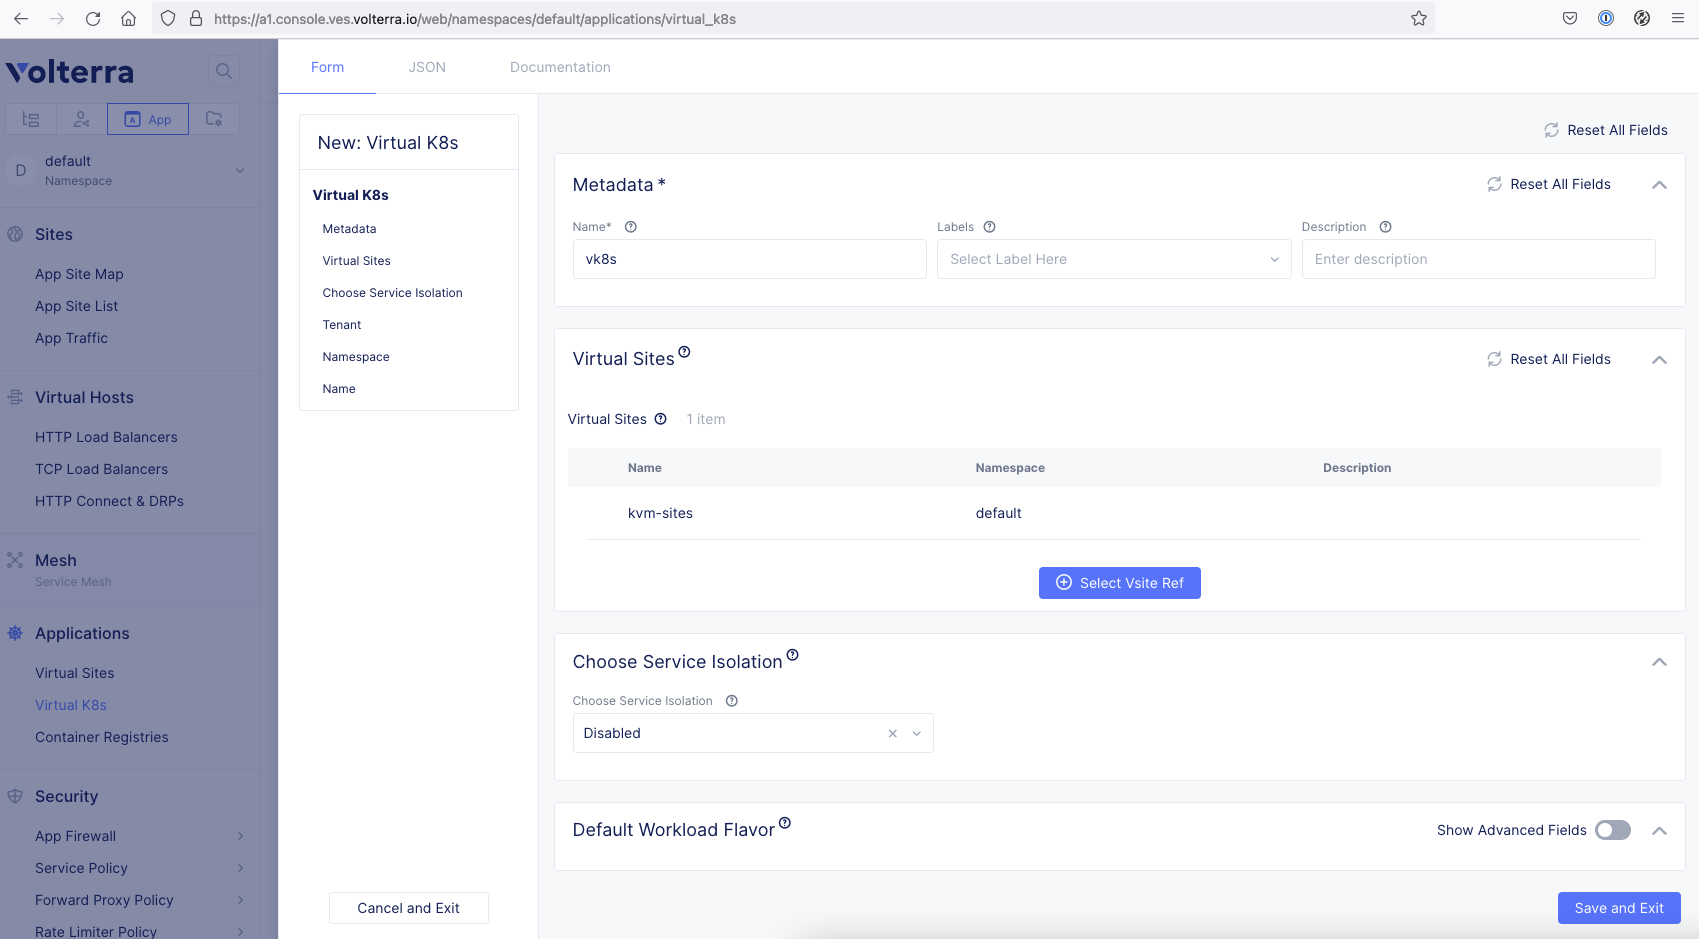 https://a1.console.ves.volterra.io/web/namespaces/default/applications/virtual_k8s
Volterra
App
D
default
Namespace
Sites
App Site Map
App Site List
App Traffic
Virtual Hosts
HTTP Load Balancers
TCP Load Balancers
HTTP Connect & DRPs
Mesh
Service Mesh
Applications
Virtual Sites
Virtual K8s
Container Registries
Security
App Firewall
Service Policy
Forward Proxy Policy
Rate Limiter Policy
Form JSON Documentation
New: Virtual K8s
Virtual K8s
Metadata
Virtual Sites
Choose Service Isolation
Tenant
Namespace
Name
Cancel and Exit
Reset All Fields
Metadata * Reset All Fields
Name* Labels Description
vk8s Select Label Here Enter description
Virtual Sites Reset All Fields
Virtual Sites 1 item
Name Namespace Description
kvm-sites default
Select Vsite Ref
Choose Service Isolation
Choose Service Isolation
Disabled
Default Workload Flavor Show Advanced Fields
Save and Exit